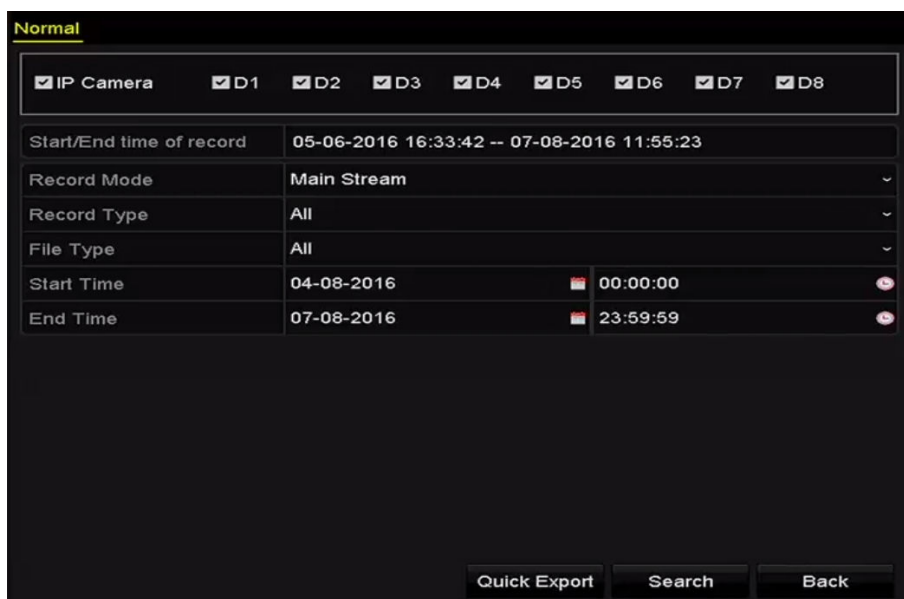 Normal
IP Camera D1 D2 D3 D4 D5 D6 D7 D8
Start/End time of record 05-06-2016 16:33:42 -- 07-08-2016 11:55:23
Record Mode Main Stream
Record Type All
File Type All
Start Time 04-08-2016 00:00:00
End Time 07-08-2016 23:59:59
Quick Export Search Back